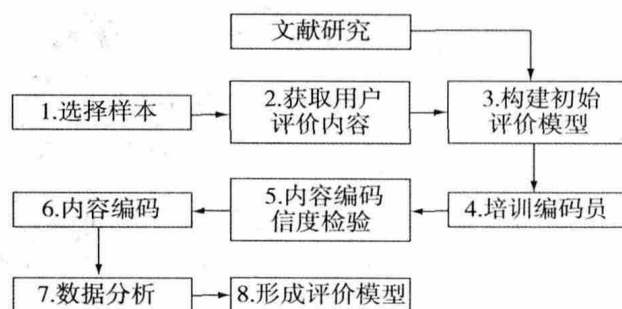 文献研究
1.选择样本
2.获取用户
评价内容
3.构建初始
评价模型
6.内容编码
5.内容编码
信度检验
4.培训编码员
7.数据分析
8.形成评价模型